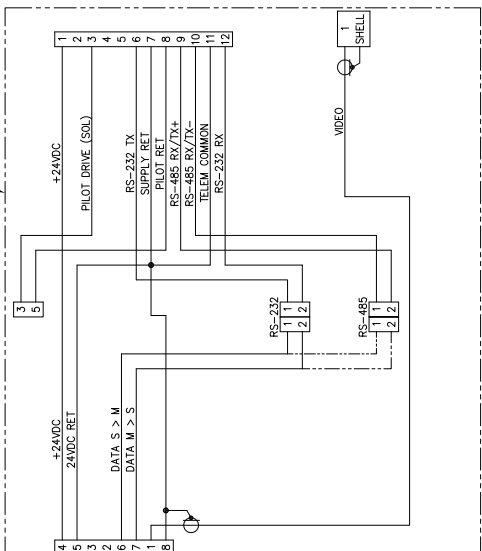 1 2 3 4 5 6 7 8 9 10 11 12
1
SHELL
+24VDC
PILOT DRIVE (SOL)
RS-232 TX
SUPPLY RET
PILOT RET
RS-485 RX/TX+
RS-485 RX/TX-
TELEM COMMON
RS-232 RX
VIDEO
3
5
RS-232
1 2
1 2
RS-485
1 2
1 2
+24VDC
24VDC RET
DATA S > M
DATA M > S
4 5 3 2 6 7 1 8